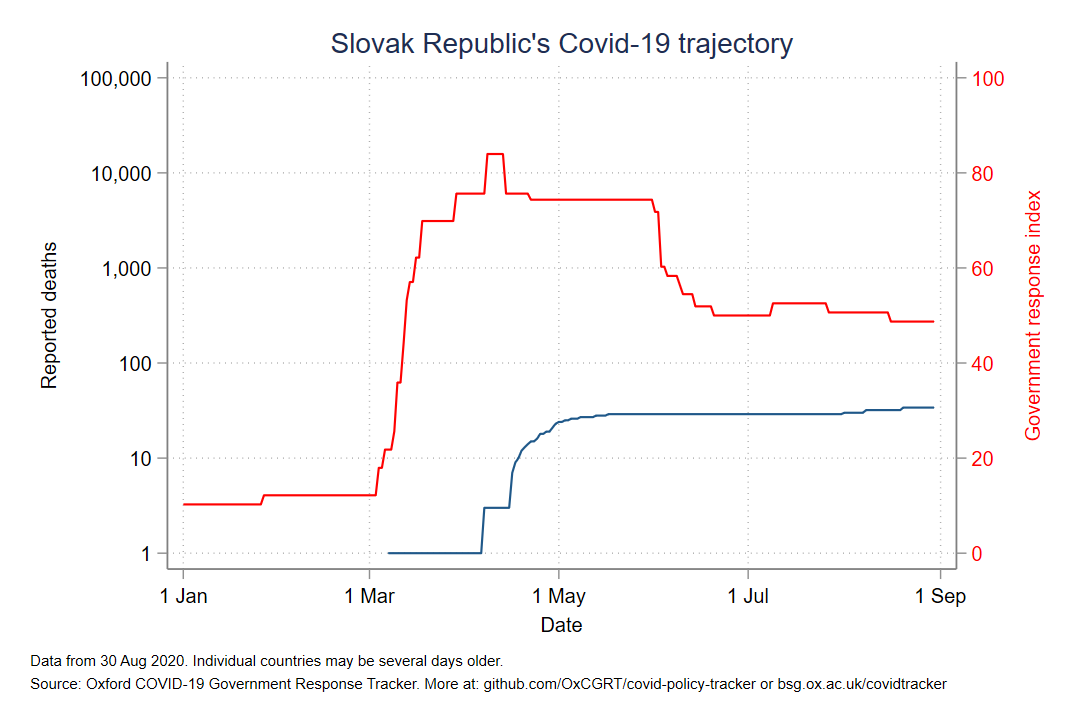 Slovak Republic's Covid-19 trajectory
100,000
10,000
1,000
100
10
1
Reported deaths
100
80
60
40
20
0
Government response index
1 Jan
1 Mar
1 May
1 Jul
1 Sep
Date
Data from 30 Aug 2020. Individual countries may be several days older.
Source: Oxford COVID-19 Government Response Tracker. More at: github.com/OxCGRT/covid-policy-tracker or bsg.ox.ac.uk/covidtracker